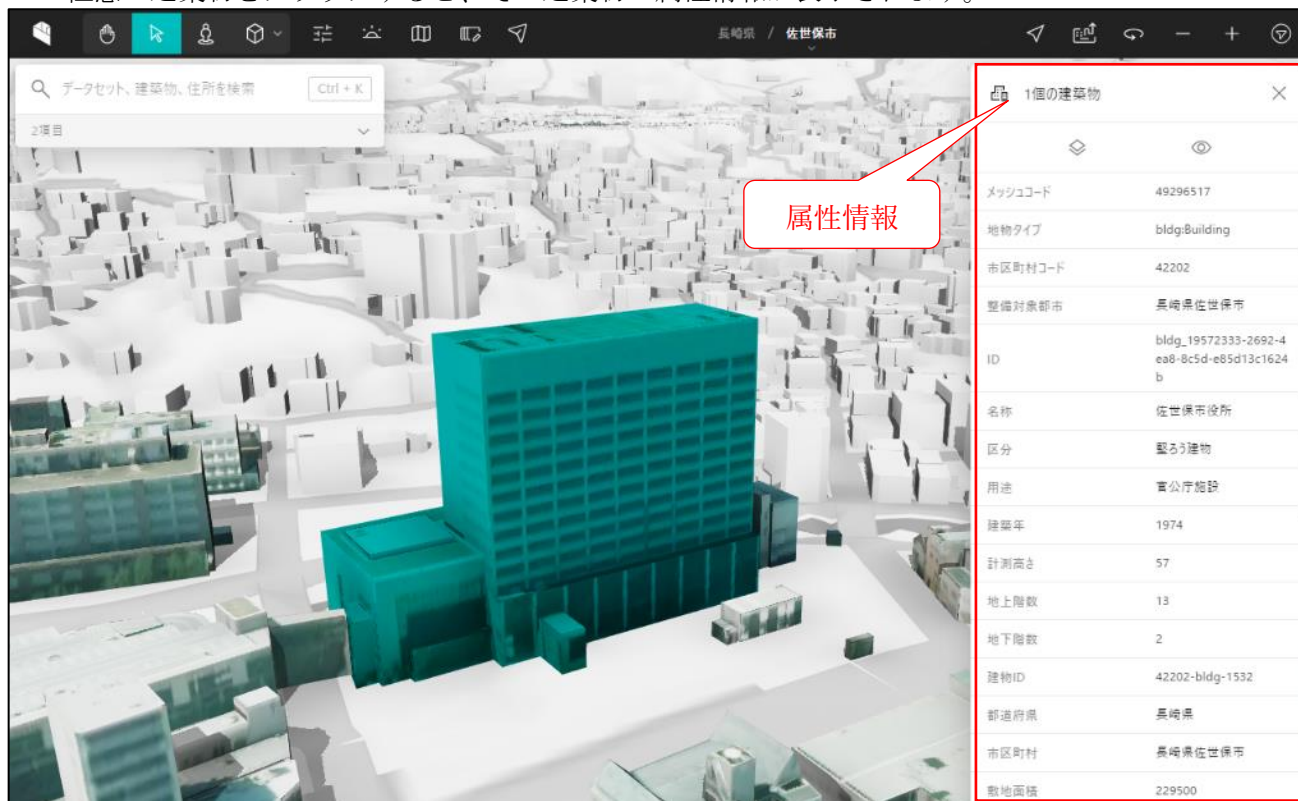 長崎県 / 佐世保市
データセット、建築物、住所を検索 Ctrl + K
2項目
1個の建築物
属性情報
メッシュコード 49296517
地物タイプ bldg:Building
市区町村コード 42202
整備対象都市 長崎県佐世保市
ID bldg_19572333-2692-4
ea8-8c5d-e85d13c1624
b
名称 佐世保市役所
区分 堅ろう建物
用途 官公庁施設
建築年 1974
計測高さ 57
地上階数 13
地下階数 2
建物ID 42202-bldg-1532
都道府県 長崎県
市区町村 長崎県佐世保市
敷地面積 229500